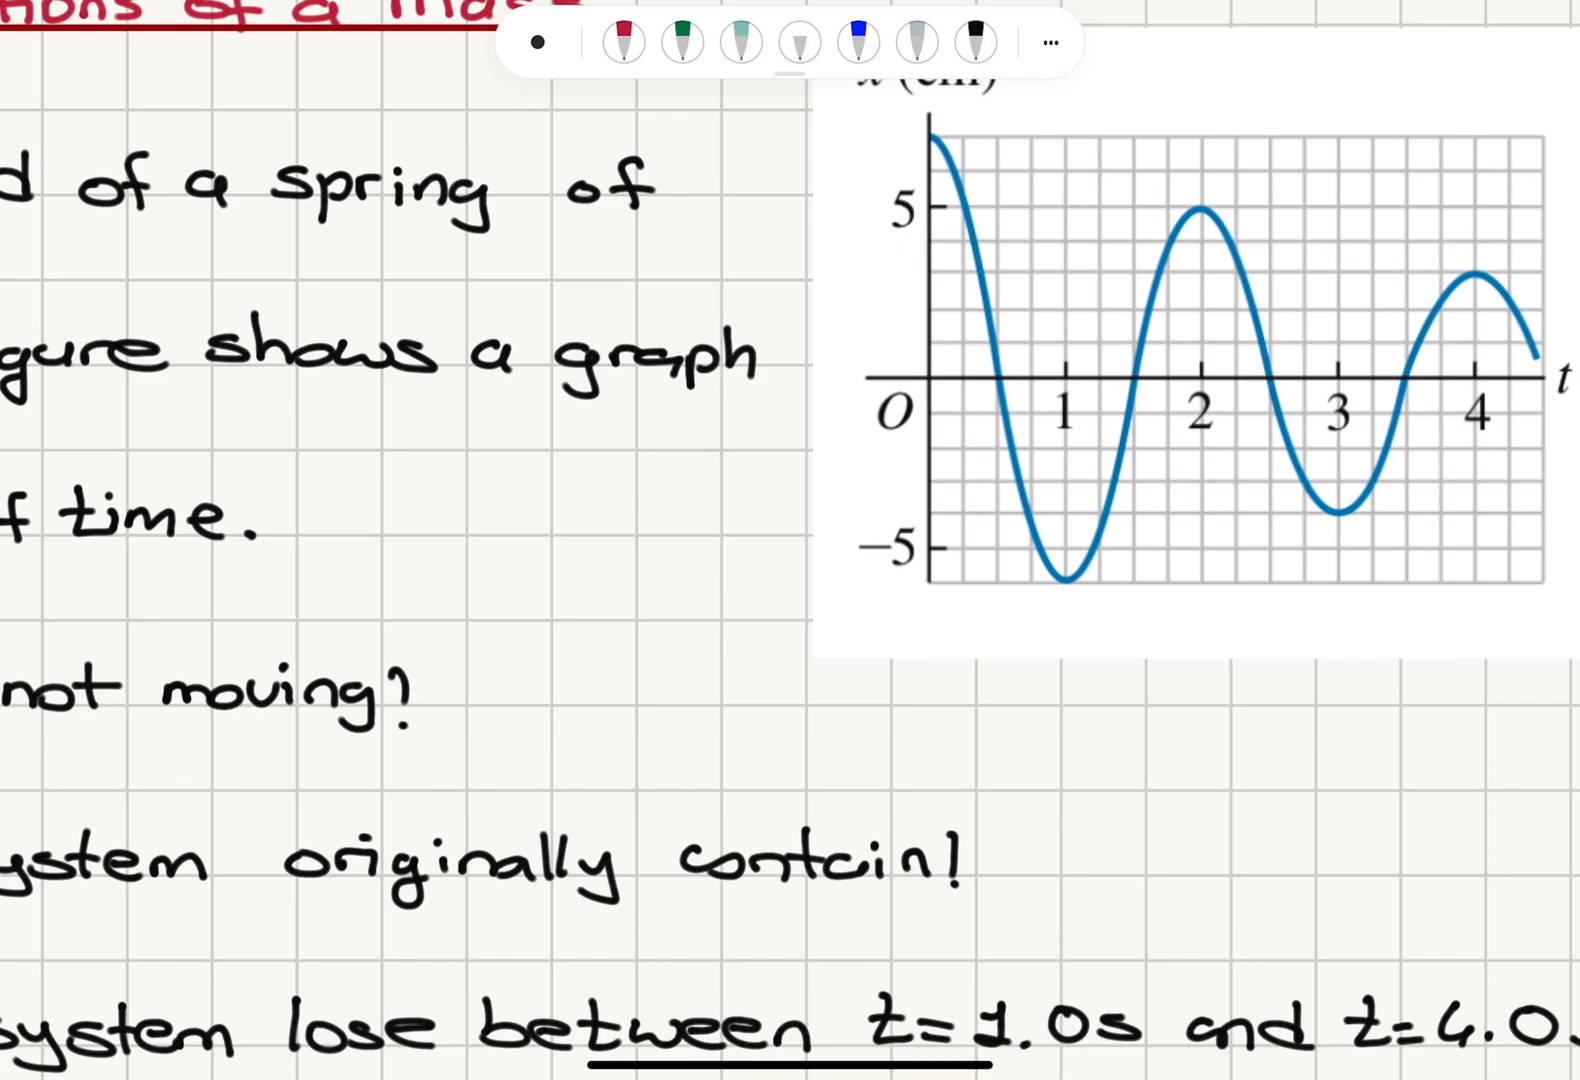 of a
x (cm)
d of a spring of
gure shows a graph
f time.
not moving?
ystem originally contain!
system lose between t=1.0s and t=4.0
5
O 1 2 3 4 t
−5